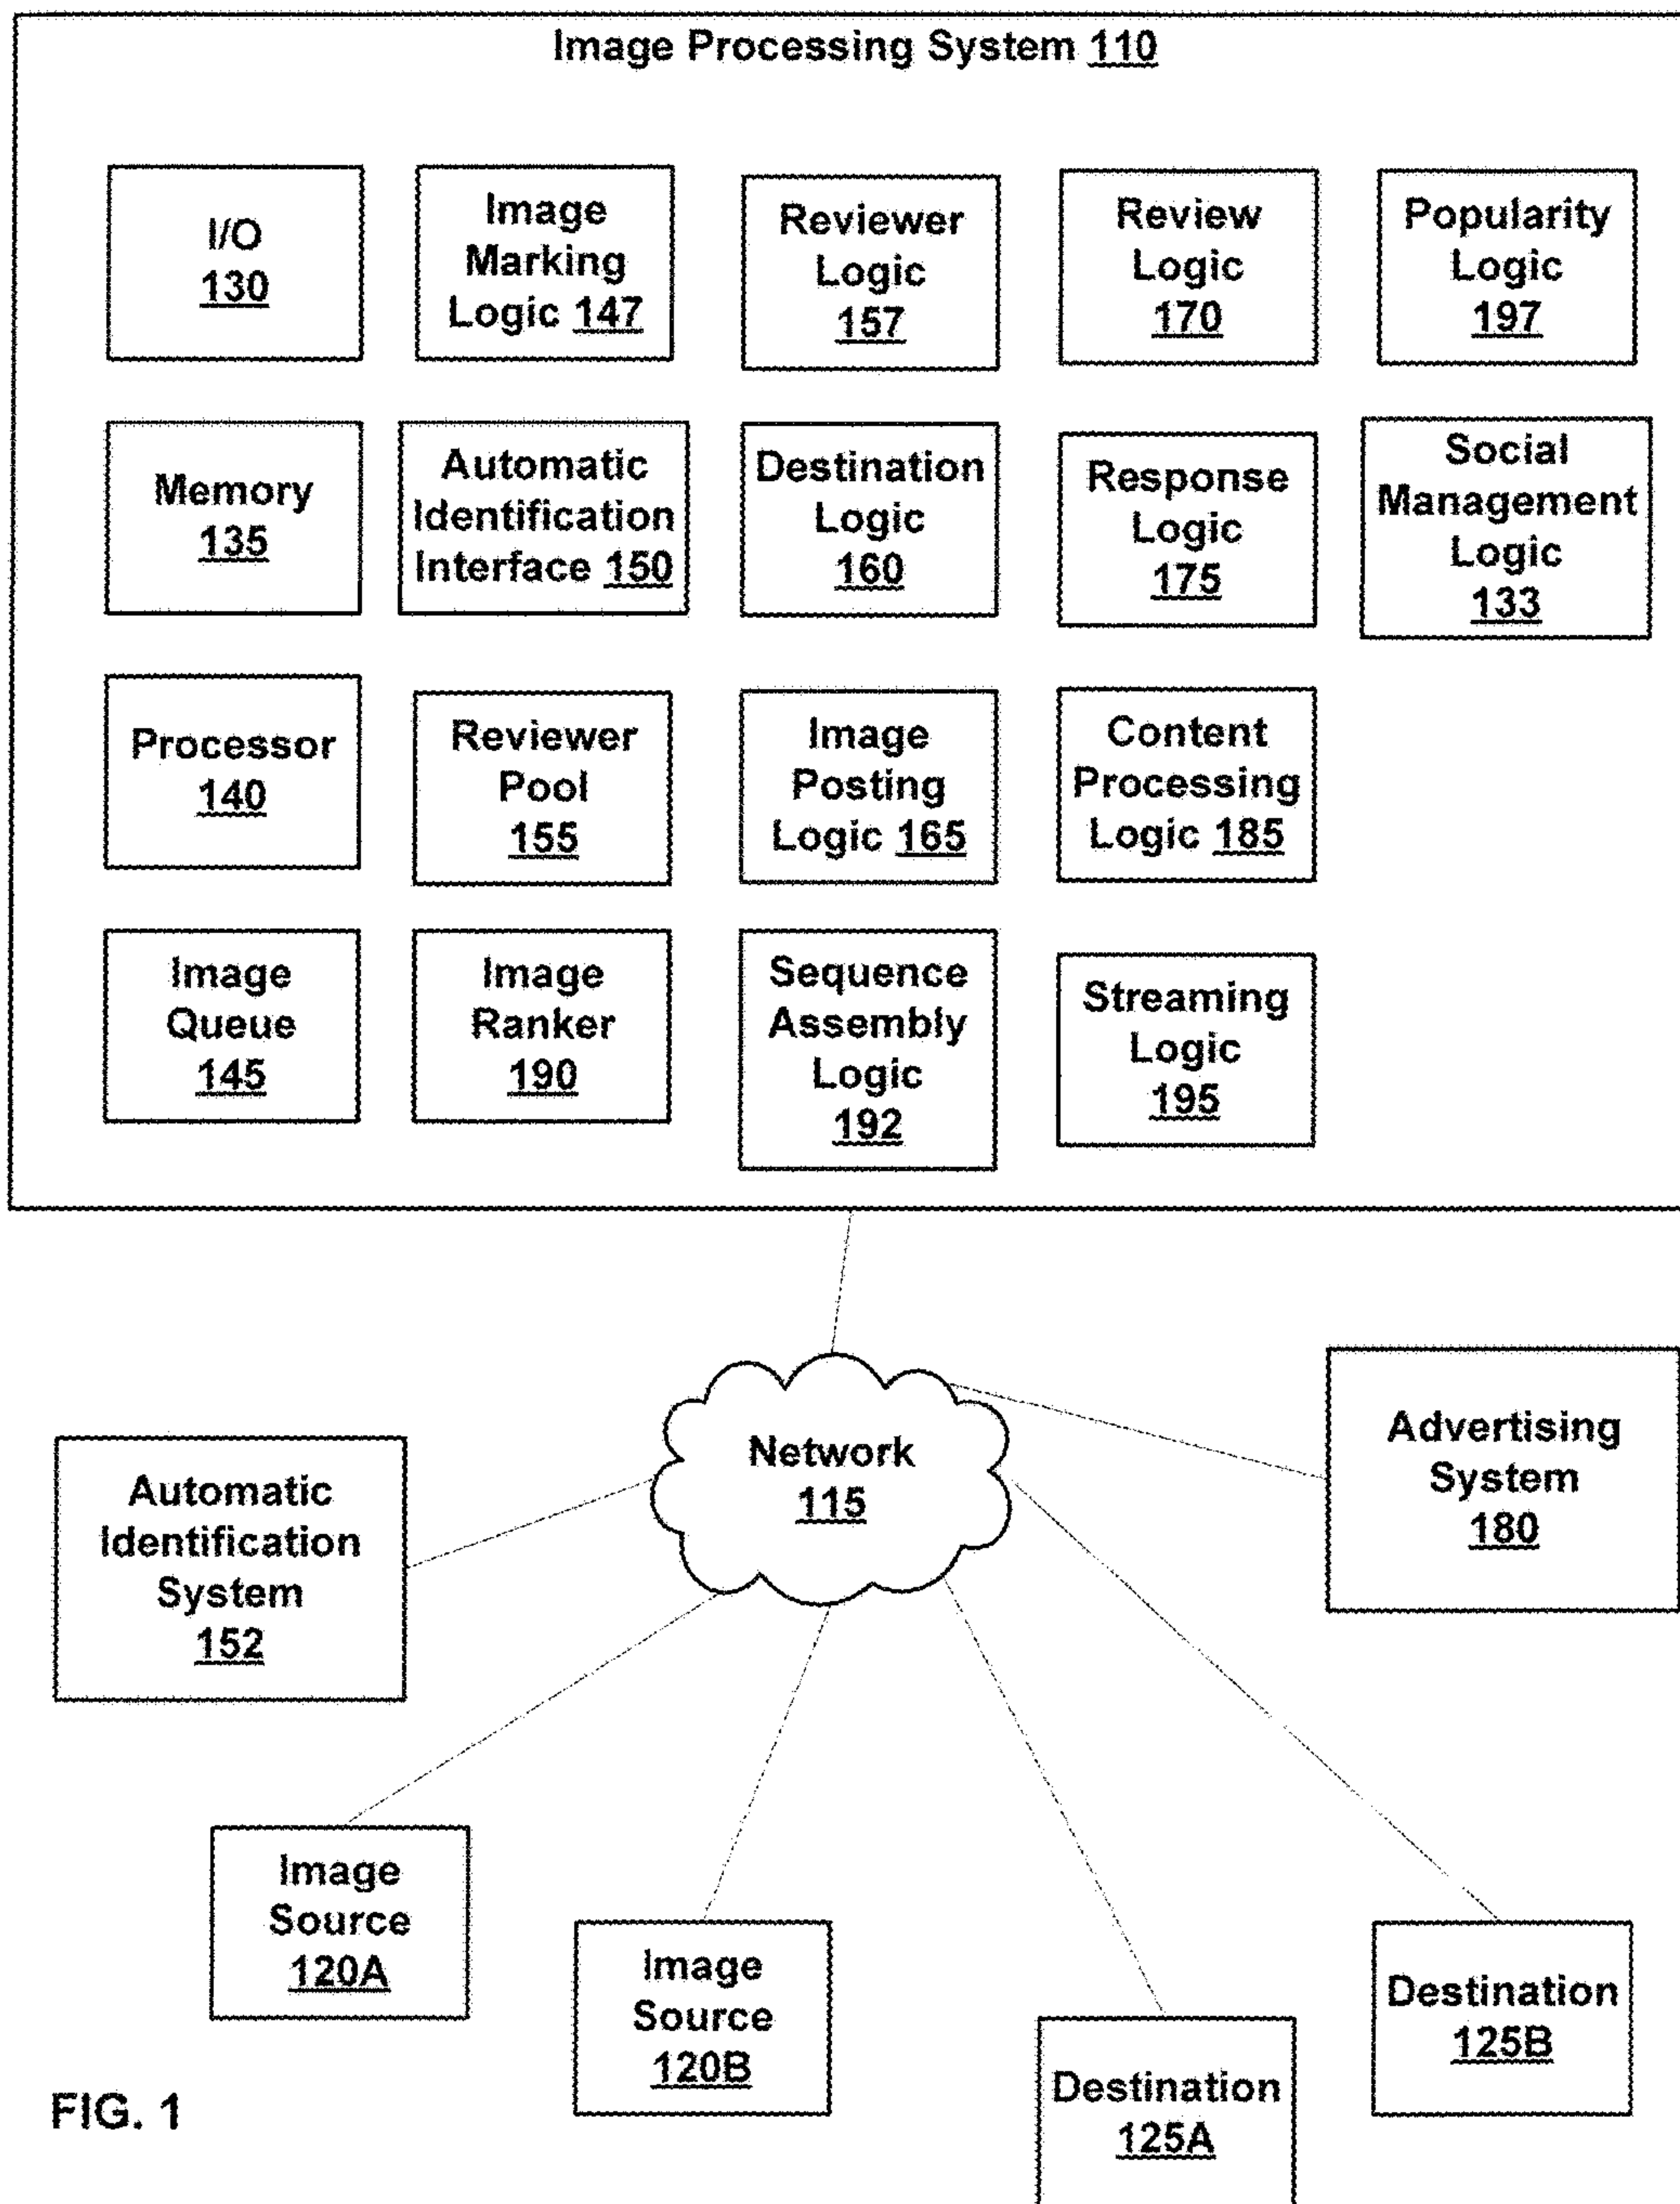 Image Processing System 110
I/O
130
Image
Marking
Logic 147
Reviewer
Logic
157
Review
Logic
170
Popularity
Logic
197
Memory
135
Automatic
Identification
Interface 150
Destination
Logic
160
Response
Logic
175
Social
Management
Logic
133
Processor
140
Reviewer
Pool
155
Image
Posting
Logic 165
Content
Processing
Logic 185
Image
Queue
145
Image
Ranker
190
Sequence
Assembly
Logic
192
Streaming
Logic
195
Network
115
Advertising
System
180
Automatic
Identification
System
152
Image
Source
120A
Image
Source
120B
Destination
125A
Destination
125B
FIG. 1